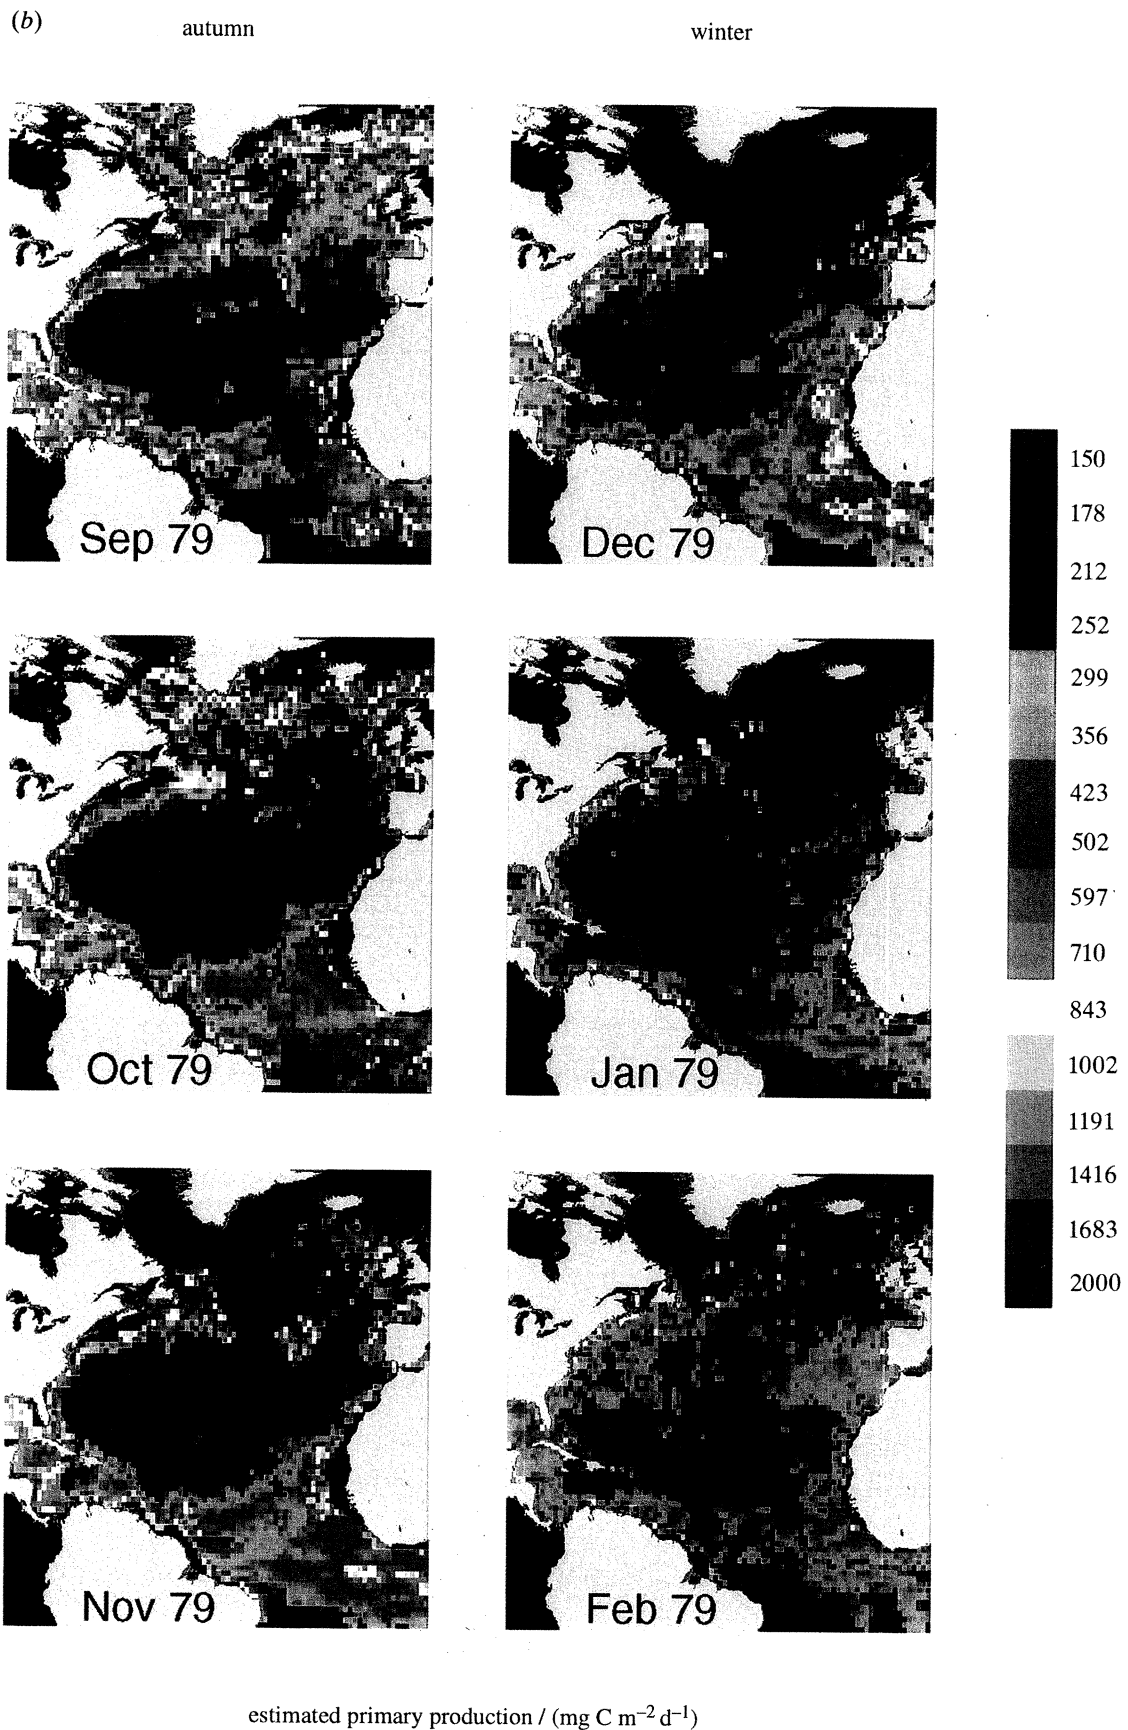 (b)
autumn
winter
Sep 79
Dec 79
150
178
212
252
299
356
423
502
597
710
843
1002
1191
1416
1683
2000
Oct 79
Jan 79
Nov 79
Feb 79
estimated primary production / (mg C m⁻² d⁻¹)